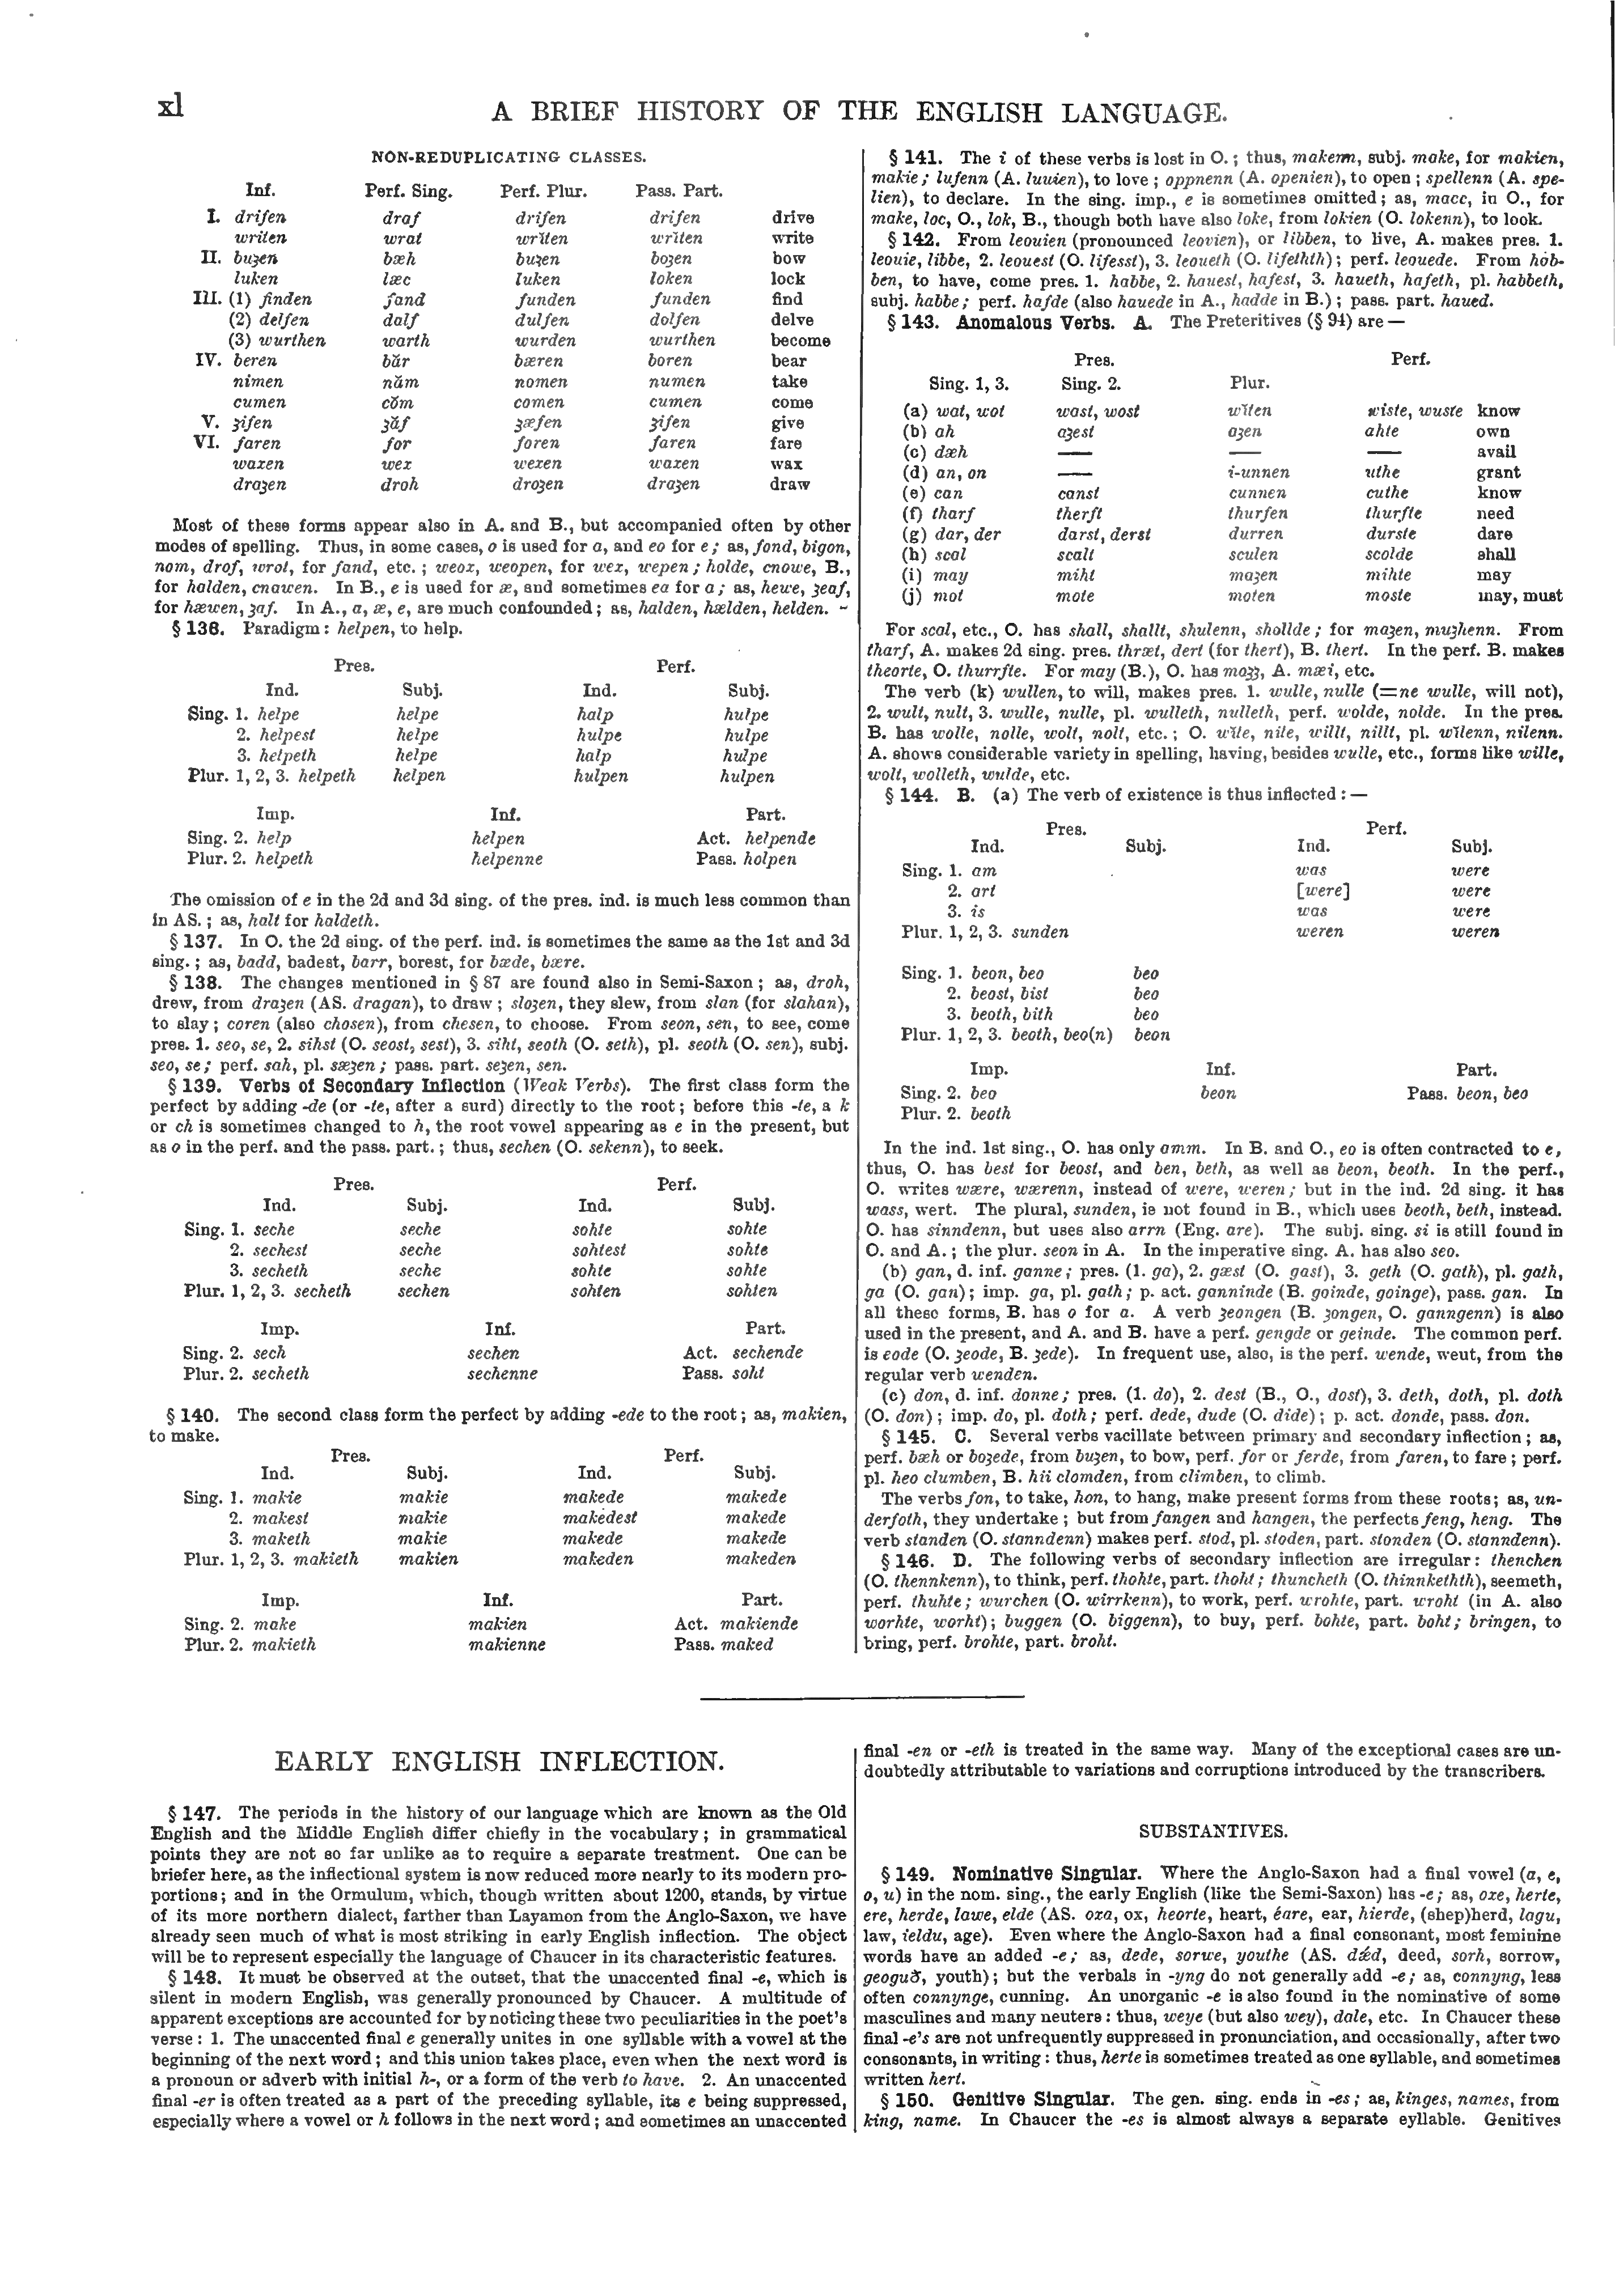 xl
A BRIEF HISTORY OF THE ENGLISH LANGUAGE.
NON-REDUPLICATING CLASSES.
Inf. Perf. Sing. Perf. Plur. Pass. Part.
I. drifen draf drifen drifen drive
writen wrat wrĭten wrĭten write
II. buȝen bæh buȝen boȝen bow
luken læc luken loken lock
III. (1) finden fand funden funden find
(2) delfen dalf dulfen dolfen delve
(3) wurthen warth wurden wurthen become
IV. beren băr bæren boren bear
nimen năm nomen numen take
cumen cŏm comen cumen come
V. ȝifen ȝăf ȝæfen ȝifen give
VI. faren for foren faren fare
waxen wex wexen waxen wax
draȝen droh droȝen draȝen draw
Most of these forms appear also in A. and B., but accompanied often by other
modes of spelling. Thus, in some cases, o is used for a, and eo for e; as, fond, bigon,
nom, drof, wrot, for fand, etc.; weox, weopen, for wex, wepen; holde, cnowe, B.,
for halden, cnawen. In B., e is used for æ, and sometimes ea for a; as, hewe, ȝeaf,
for hæwen, ȝaf. In A., a, æ, e, are much confounded; as, halden, hælden, helden.
§ 136. Paradigm: helpen, to help.
Pres. Perf.
Ind. Subj. Ind. Subj.
Sing. 1. helpe helpe halp hulpe
2. helpest helpe hulpe hulpe
3. helpeth helpe halp hulpe
Plur. 1, 2, 3. helpeth helpen hulpen hulpen
Imp. Inf. Part.
Sing. 2. help helpen Act. helpende
Plur. 2. helpeth helpenne Pass. holpen
The omission of e in the 2d and 3d sing. of the pres. ind. is much less common than
in AS.; as, halt for haldeth.
§ 137. In O. the 2d sing. of the perf. ind. is sometimes the same as the 1st and 3d
sing.; as, badd, badest, barr, borest, for bæde, bære.
§ 138. The changes mentioned in § 87 are found also in Semi-Saxon; as, droh,
drew, from draȝen (AS. dragan), to draw; sloȝen, they slew, from slan (for slahan),
to slay; coren (also chosen), from chesen, to choose. From seon, sen, to see, come
pres. 1. seo, se, 2. sihst (O. seost, sest), 3. siht, seoth (O. seth), pl. seoth (O. sen), subj.
seo, se; perf. sah, pl. sæȝen; pass. part. seȝen, sen.
§ 139. Verbs of Secondary Inflection (Weak Verbs). The first class form the
perfect by adding -de (or -te, after a surd) directly to the root; before this -te, a k
or ch is sometimes changed to h, the root vowel appearing as e in the present, but
as o in the perf. and the pass. part.; thus, sechen (O. sekenn), to seek.
Pres. Perf.
Ind. Subj. Ind. Subj.
Sing. 1. seche seche sohte sohte
2. sechest seche sohtest sohte
3. secheth seche sohte sohte
Plur. 1, 2, 3. secheth sechen sohten sohten
Imp. Inf. Part.
Sing. 2. sech sechen Act. sechende
Plur. 2. secheth sechenne Pass. soht
§ 140. The second class form the perfect by adding -ede to the root; as, makien,
to make.
Pres. Perf.
Ind. Subj. Ind. Subj.
Sing. 1. makie makie makede makede
2. makest makie makedest makede
3. maketh makie makede makede
Plur. 1, 2, 3. makieth makien makeden makeden
Imp. Inf. Part.
Sing. 2. make makien Act. makiende
Plur. 2. makieth makienne Pass. maked
§ 141. The i of these verbs is lost in O.; thus, makenn, subj. make, for makien,
makie; lufenn (A. luuien), to love; oppnenn (A. openien), to open; spellenn (A. spe-
lien), to declare. In the sing. imp., e is sometimes omitted; as, macc, in O., for
make, loc, O., lok, B., though both have also loke, from lokien (O. lokenn), to look.
§ 142. From leouien (pronounced leovien), or libben, to live, A. makes pres. 1.
leouie, libbe, 2. leouest (O. lifesst), 3. leoueth (O. lifethth); perf. leouede. From hab-
ben, to have, come pres. 1. habbe, 2. hauest, hafest, 3. haueth, hafeth, pl. habbeth,
subj. habbe; perf. hafde (also hauede in A., hadde in B.); pass. part. haued.
§ 143. Anomalous Verbs. A. The Preteritives (§ 94) are —
Pres. Perf.
Sing. 1, 3. Sing. 2. Plur.
(a) wat, wot wast, wost wĭten wiste, wuste know
(b) ah aȝest aȝen ahte own
(c) dæh — — — avail
(d) an, on — i-unnen uthe grant
(e) can canst cunnen cuthe know
(f) tharf therft thurfen thurfte need
(g) dar, der darst, derst durren durste dare
(h) scal scalt sculen scolde shall
(i) may miht maȝen mihte may
(j) mot mote moten moste may, must
For scal, etc., O. has shall, shallt, shulenn, shollde; for maȝen, muȝhenn. From
tharf, A. makes 2d sing. pres. thræt, dert (for thert), B. thert. In the perf. B. makes
theorte, O. thurrfte. For may (B.), O. has maȝȝ, A. mæi, etc.
The verb (k) wullen, to will, makes pres. 1. wulle, nulle (=ne wulle, will not),
2. wult, nult, 3. wulle, nulle, pl. wulleth, nulleth, perf. wolde, nolde. In the pres.
B. has wolle, nolle, wolt, nolt, etc.; O. wĭle, nile, willt, nillt, pl. wĭlenn, nilenn.
A. shows considerable variety in spelling, having, besides wulle, etc., forms like wille,
wolt, wolleth, wulde, etc.
§ 144. B. (a) The verb of existence is thus inflected: —
Pres. Perf.
Ind. Subj. Ind. Subj.
Sing. 1. am was were
2. art [were] were
3. is was were
Plur. 1, 2, 3. sunden weren weren
Sing. 1. beon, beo beo
2. beost, bist beo
3. beoth, bith beo
Plur. 1, 2, 3. beoth, beo(n) beon
Imp. Inf. Part.
Sing. 2. beo beon Pass. beon, beo
Plur. 2. beoth
In the ind. 1st sing., O. has only amm. In B. and O., eo is often contracted to e,
thus, O. has best for beost, and ben, beth, as well as beon, beoth. In the perf.,
O. writes wære, wærenn, instead of were, weren; but in the ind. 2d sing. it has
wass, wert. The plural, sunden, is not found in B., which uses beoth, beth, instead.
O. has sinndenn, but uses also arrn (Eng. are). The subj. sing. si is still found in
O. and A.; the plur. seon in A. In the imperative sing. A. has also seo.
(b) gan, d. inf. ganne; pres. (1. ga), 2. gæst (O. gast), 3. geth (O. gath), pl. gath,
ga (O. gan); imp. ga, pl. gath; p. act. ganninde (B. goinde, goinge), pass. gan. In
all these forms, B. has o for a. A verb ȝeongen (B. ȝongen, O. ganngenn) is also
used in the present, and A. and B. have a perf. gengde or geinde. The common perf.
is eode (O. ȝeode, B. ȝede). In frequent use, also, is the perf. wende, weut, from the
regular verb wenden.
(c) don, d. inf. donne; pres. (1. do), 2. dest (B., O., dost), 3. deth, doth, pl. doth
(O. don); imp. do, pl. doth; perf. dede, dude (O. dide); p. act. donde, pass. don.
§ 145. C. Several verbs vacillate between primary and secondary inflection; as,
perf. bæh or boȝede, from buȝen, to bow, perf. for or ferde, from faren, to fare; perf.
pl. heo clumben, B. hii clomden, from climben, to climb.
The verbs fon, to take, hon, to hang, make present forms from these roots; as, un-
derfoth, they undertake; but from fangen and hangen, the perfects feng, heng. The
verb standen (O. stanndenn) makes perf. stod, pl. stoden, part. stonden (O. stanndenn).
§ 146. D. The following verbs of secondary inflection are irregular: thenchen
(O. thennkenn), to think, perf. thohte, part. thoht; thuncheth (O. thinnkethth), seemeth,
perf. thuhte; wurchen (O. wirrkenn), to work, perf. wrohte, part. wroht (in A. also
worhte, worht); buggen (O. biggenn), to buy, perf. bohte, part. boht; bringen, to
bring, perf. brohte, part. broht.
EARLY ENGLISH INFLECTION.
§ 147. The periods in the history of our language which are known as the Old
English and the Middle English differ chiefly in the vocabulary; in grammatical
points they are not so far unlike as to require a separate treatment. One can be
briefer here, as the inflectional system is now reduced more nearly to its modern pro-
portions; and in the Ormulum, which, though written about 1200, stands, by virtue
of its more northern dialect, farther than Layamon from the Anglo-Saxon, we have
already seen much of what is most striking in early English inflection. The object
will be to represent especially the language of Chaucer in its characteristic features.
§ 148. It must be observed at the outset, that the unaccented final -e, which is
silent in modern English, was generally pronounced by Chaucer. A multitude of
apparent exceptions are accounted for by noticing these two peculiarities in the poet's
verse: 1. The unaccented final e generally unites in one syllable with a vowel at the
beginning of the next word; and this union takes place, even when the next word is
a pronoun or adverb with initial h-, or a form of the verb to have. 2. An unaccented
final -er is often treated as a part of the preceding syllable, its e being suppressed,
especially where a vowel or h follows in the next word; and sometimes an unaccented
final -en or -eth is treated in the same way. Many of the exceptional cases are un-
doubtedly attributable to variations and corruptions introduced by the transcribers.
SUBSTANTIVES.
§ 149. Nominative Singular. Where the Anglo-Saxon had a final vowel (a, e,
o, u) in the nom. sing., the early English (like the Semi-Saxon) has -e; as, oxe, herte,
ere, herde, lawe, elde (AS. oxa, ox, heorte, heart, éare, ear, hierde, (shep)herd, lagu,
law, ieldu, age). Even where the Anglo-Saxon had a final consonant, most feminine
words have an added -e; as, dede, sorwe, youthe (AS. dǽd, deed, sorh, sorrow,
geoguð, youth); but the verbals in -yng do not generally add -e; as, connyng, less
often connynge, cunning. An unorganic -e is also found in the nominative of some
masculines and many neuters: thus, weye (but also wey), dale, etc. In Chaucer these
final -e's are not unfrequently suppressed in pronunciation, and occasionally, after two
consonants, in writing: thus, herte is sometimes treated as one syllable, and sometimes
written hert.
§ 150. Genitive Singular. The gen. sing. ends in -es; as, kinges, names, from
king, name. In Chaucer the -es is almost always a separate eyllable. Genitives